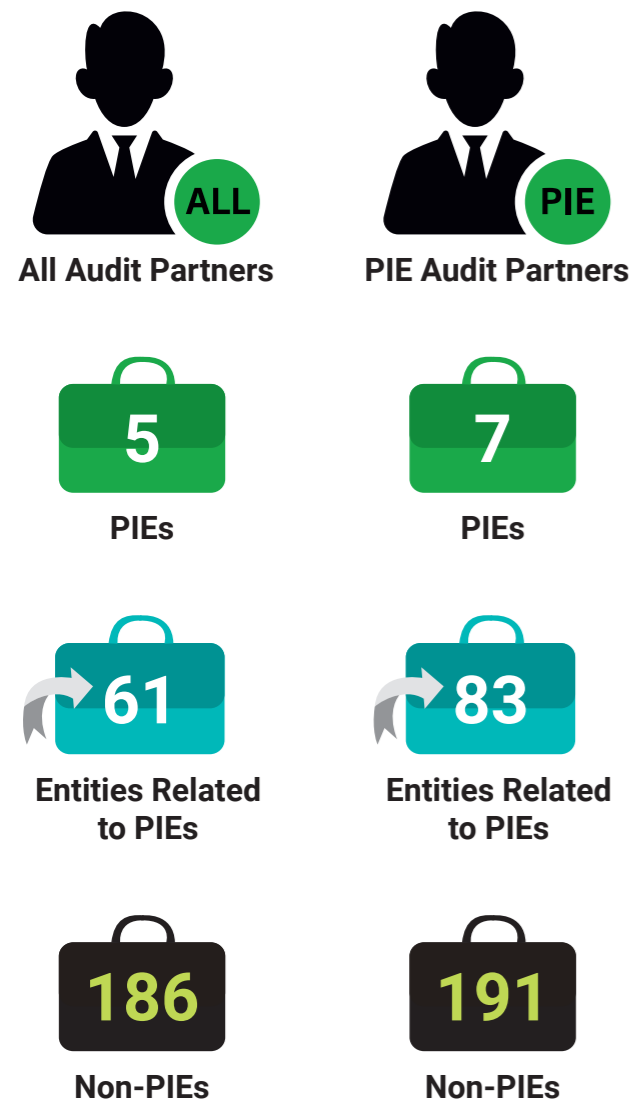 ALL
PIE
All Audit Partners
PIE Audit Partners
5
7
PIEs
PIEs
61
83
Entities Related
to PIEs
Entities Related
to PIEs
186
191
Non-PIEs
Non-PIEs